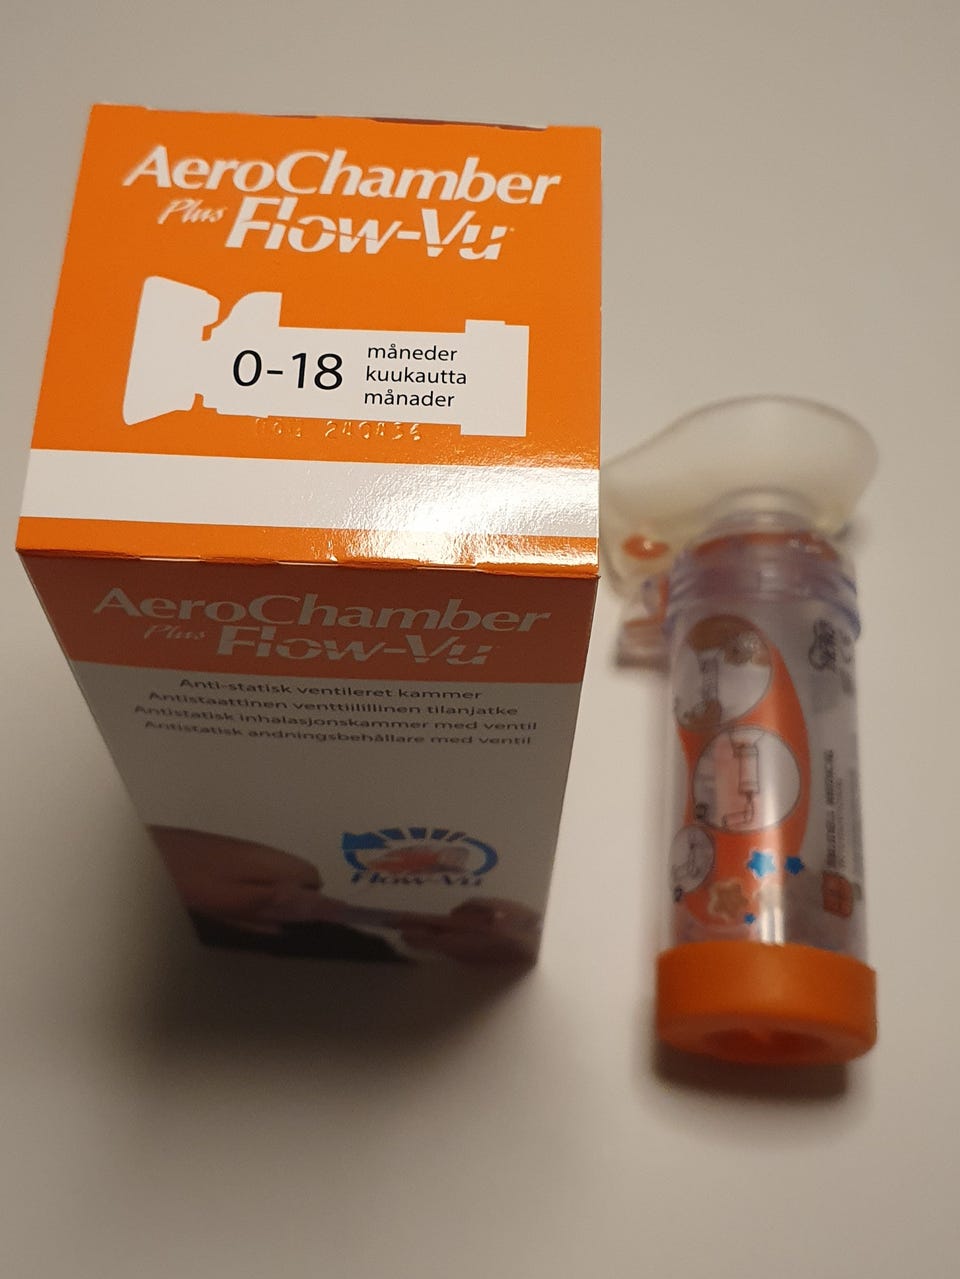 AeroChamber
Plus Flow-Vu
0-18
måneder
kuukautta
månader
240436
AeroChamber
Plus Flow-Vu
Anti-statisk ventileret kammer
Antistaattinen venttiilillinen tilanjatke
Antistatisk inhalasjonskammer med ventil
Antistatisk andningsbehållare med ventil
Flow-Vu